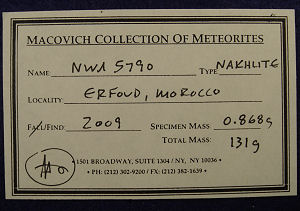 MACOVICH COLLECTION OF METEORITES
NAME: NWA 5790 TYPE: NAKHLITE
LOCALITY: ERFOUD, MOROCCO
FALL/FIND: 2009 SPECIMEN MASS: 0.868g
TOTAL MASS: 131g
1501 BROADWAY, SUITE 1304 / NY, NY 10036 •
• PH: (212) 302-9200 / FX: (212) 382-1639 •